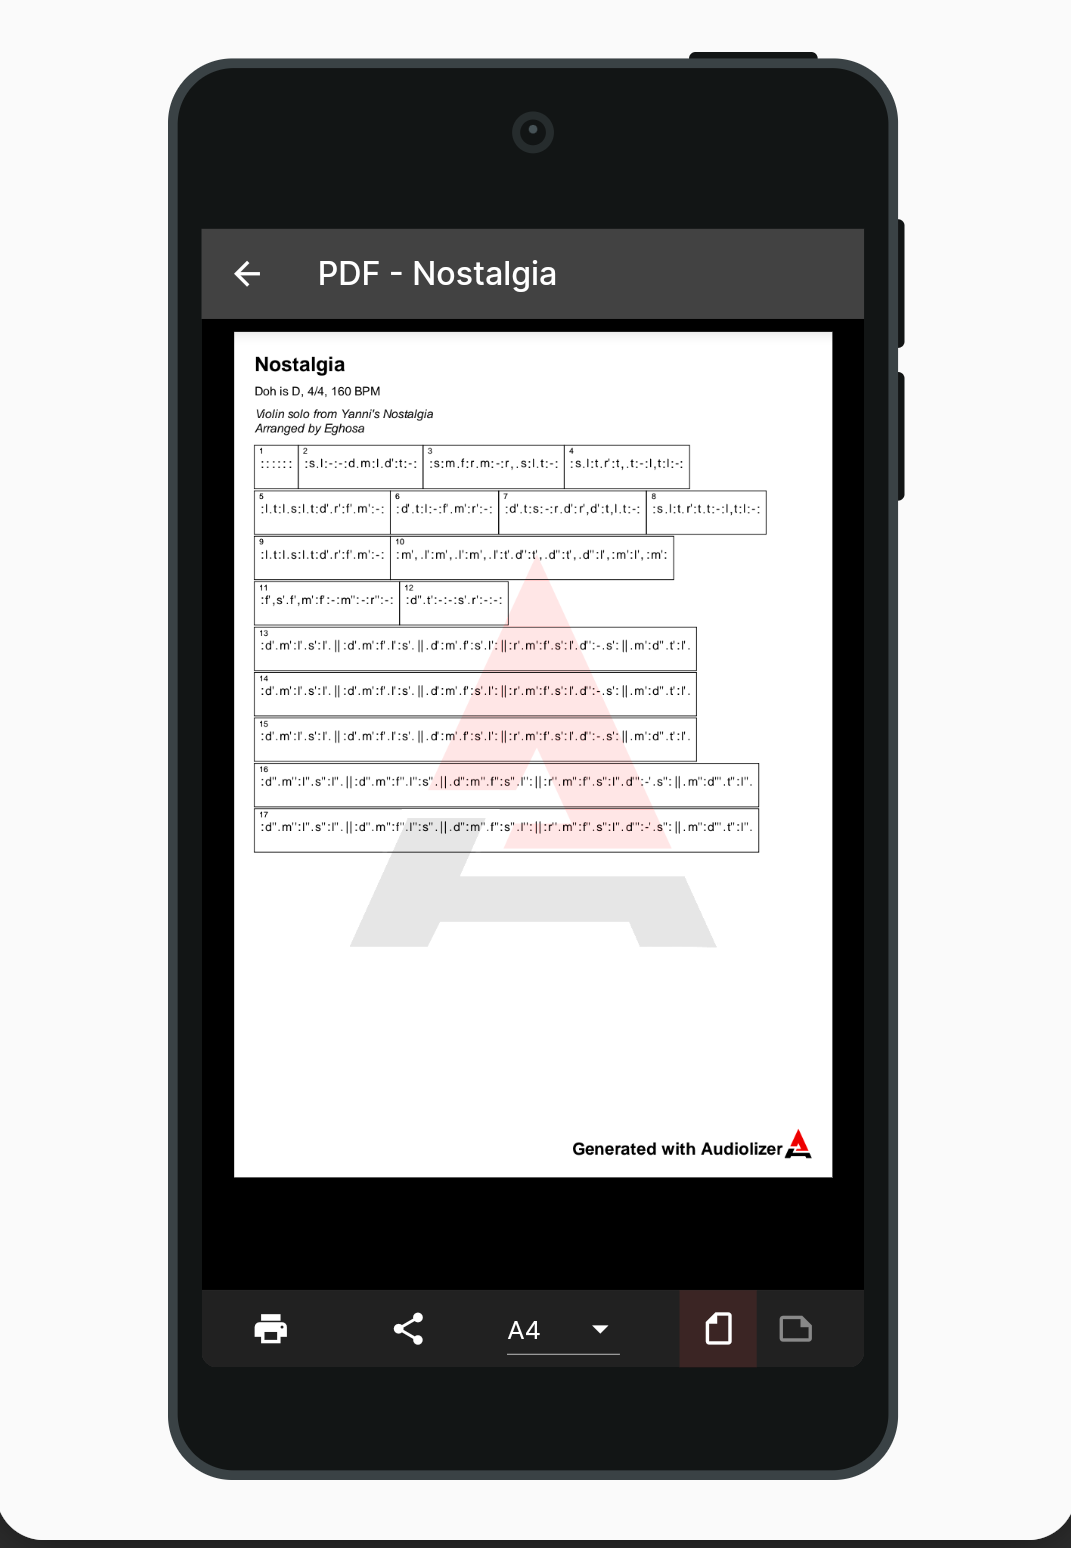 PDF - Nostalgia
Nostalgia
Doh is D, 4/4, 160 BPM
Violin solo from Yanni's Nostalgia
Arranged by Eghosa
1 2 3 4
: : : : : : :s.l:-:-:d.m:l.d':t:-: :s:m.f:r.m:-:r,.s:l.t:-: :s.l:t.r':t,.t:-:l,t:l:-:
5 6 7 8
:l.t:l.s:l.t:d'.r':f'.m':-: :d'.t:l:-:f'.m':r':-: :d'.t:s:-:r.d':r',d':t,l.t:-: :s.l:t.r':t.t:-:l,t:l:-:
9 10
:l.t:l.s:l.t:d'.r':f'.m':-: :m',.l':m',.l':m',.l':t'.d'':t',.d'':t',.d'':l',:m':l',:m':
11 12
:f',s'.f',m':f':-:m'':-:r'':-: :d''.t':-:-:s'.r':-:-:
13
:d'.m':l'.s':l'.||:d'.m':f'.l':s'.||.d':m'.f':s'.l':||:r'.m':f'.s':l'.d'':-.s':||.m':d''.t':l'.
14
:d'.m':l'.s':l'.||:d'.m':f'.l':s'.||.d':m'.f':s'.l':||:r'.m':f'.s':l'.d'':-.s':||.m':d''.t':l'.
15
:d'.m':l'.s':l'.||:d'.m':f'.l':s'.||.d':m'.f':s'.l':||:r'.m':f'.s':l'.d'':-.s':||.m':d''.t':l'.
16
:d''.m'':l''.s'':l''.||:d''.m'':f''.l'':s''.||.d'':m''.f'':s''.l'':||:r''.m'':f''.s'':l''.d''':-'.s'':||.m'':d'''.t'':l''.
17
:d''.m'':l''.s'':l''.||:d''.m'':f''.l'':s''.||.d'':m''.f'':s''.l'':||:r''.m'':f''.s'':l''.d''':-'.s'':||.m'':d'''.t'':l''.
Generated with Audiolizer
A4